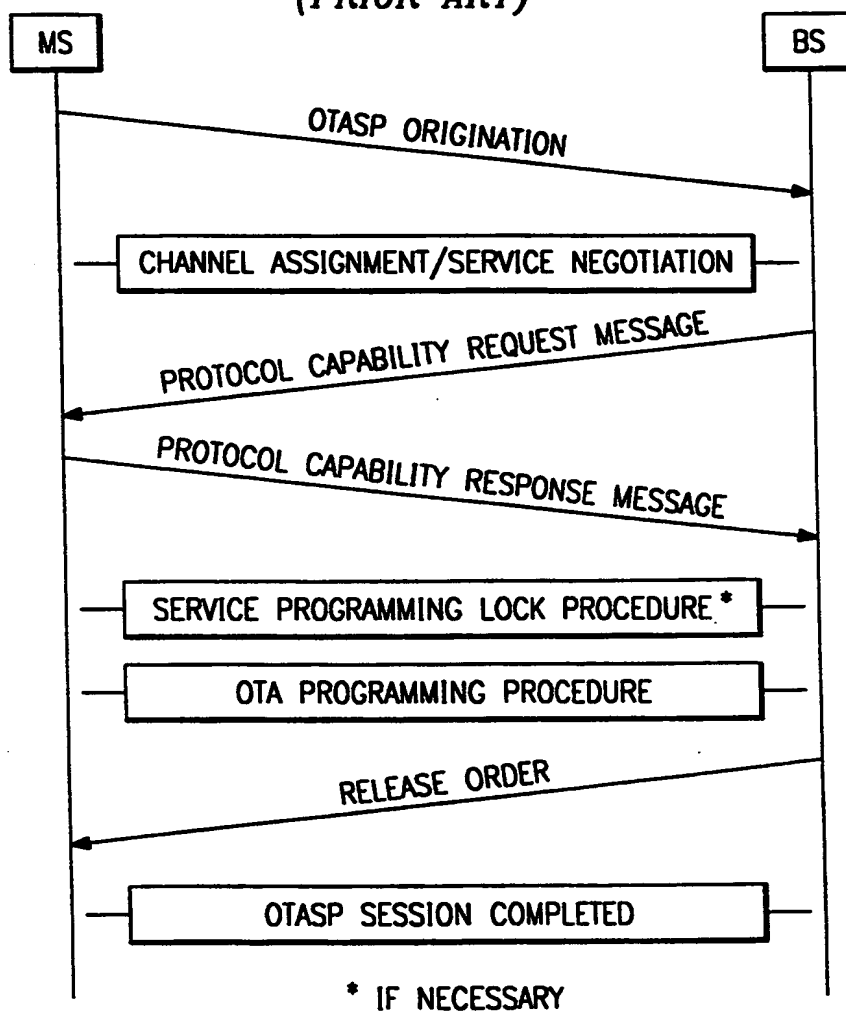 (PRIOR ART)
MS
BS
OTASP ORIGINATION
CHANNEL ASSIGNMENT/SERVICE NEGOTIATION
PROTOCOL CAPABILITY REQUEST MESSAGE
PROTOCOL CAPABILITY RESPONSE MESSAGE
SERVICE PROGRAMMING LOCK PROCEDURE*
OTA PROGRAMMING PROCEDURE
RELEASE ORDER
OTASP SESSION COMPLETED
* IF NECESSARY